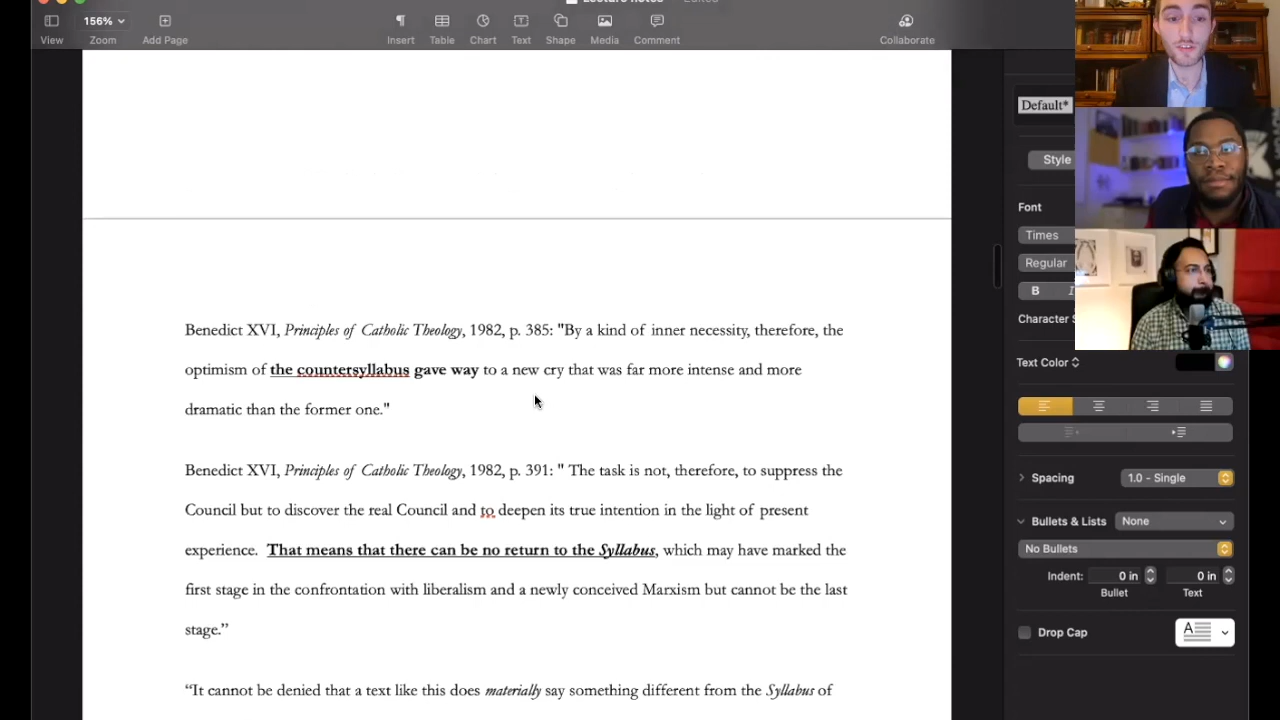 156%
View
Zoom
Add Page
Insert
Table
Chart
Text
Shape
Media
Comment
Collaborate
Benedict XVI, Principles of Catholic Theology, 1982, p. 385: "By a kind of inner necessity, therefore, the
optimism of the countersyllabus gave way to a new cry that was far more intense and more
dramatic than the former one."
Benedict XVI, Principles of Catholic Theology, 1982, p. 391: " The task is not, therefore, to suppress the
Council but to discover the real Council and to deepen its true intention in the light of present
experience. That means that there can be no return to the Syllabus, which may have marked the
first stage in the confrontation with liberalism and a newly conceived Marxism but cannot be the last
stage.”
“It cannot be denied that a text like this does materially say something different from the Syllabus of
Default*
Style
Font
Times
Regular
B I
Character S
Text Color
Spacing
1.0 - Single
Bullets & Lists
None
No Bullets
Indent:
0 in
0 in
Bullet
Text
Drop Cap
A